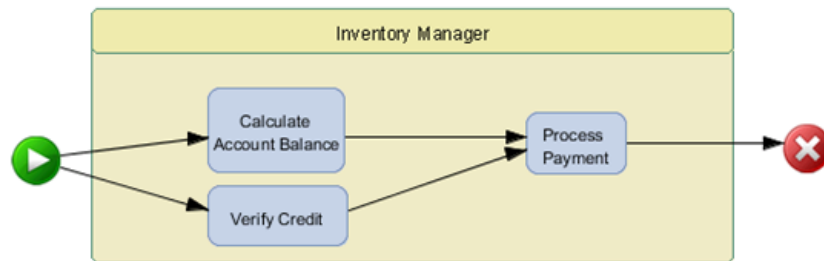 Inventory Manager
Calculate
Account Balance
Process
Payment
Verify Credit